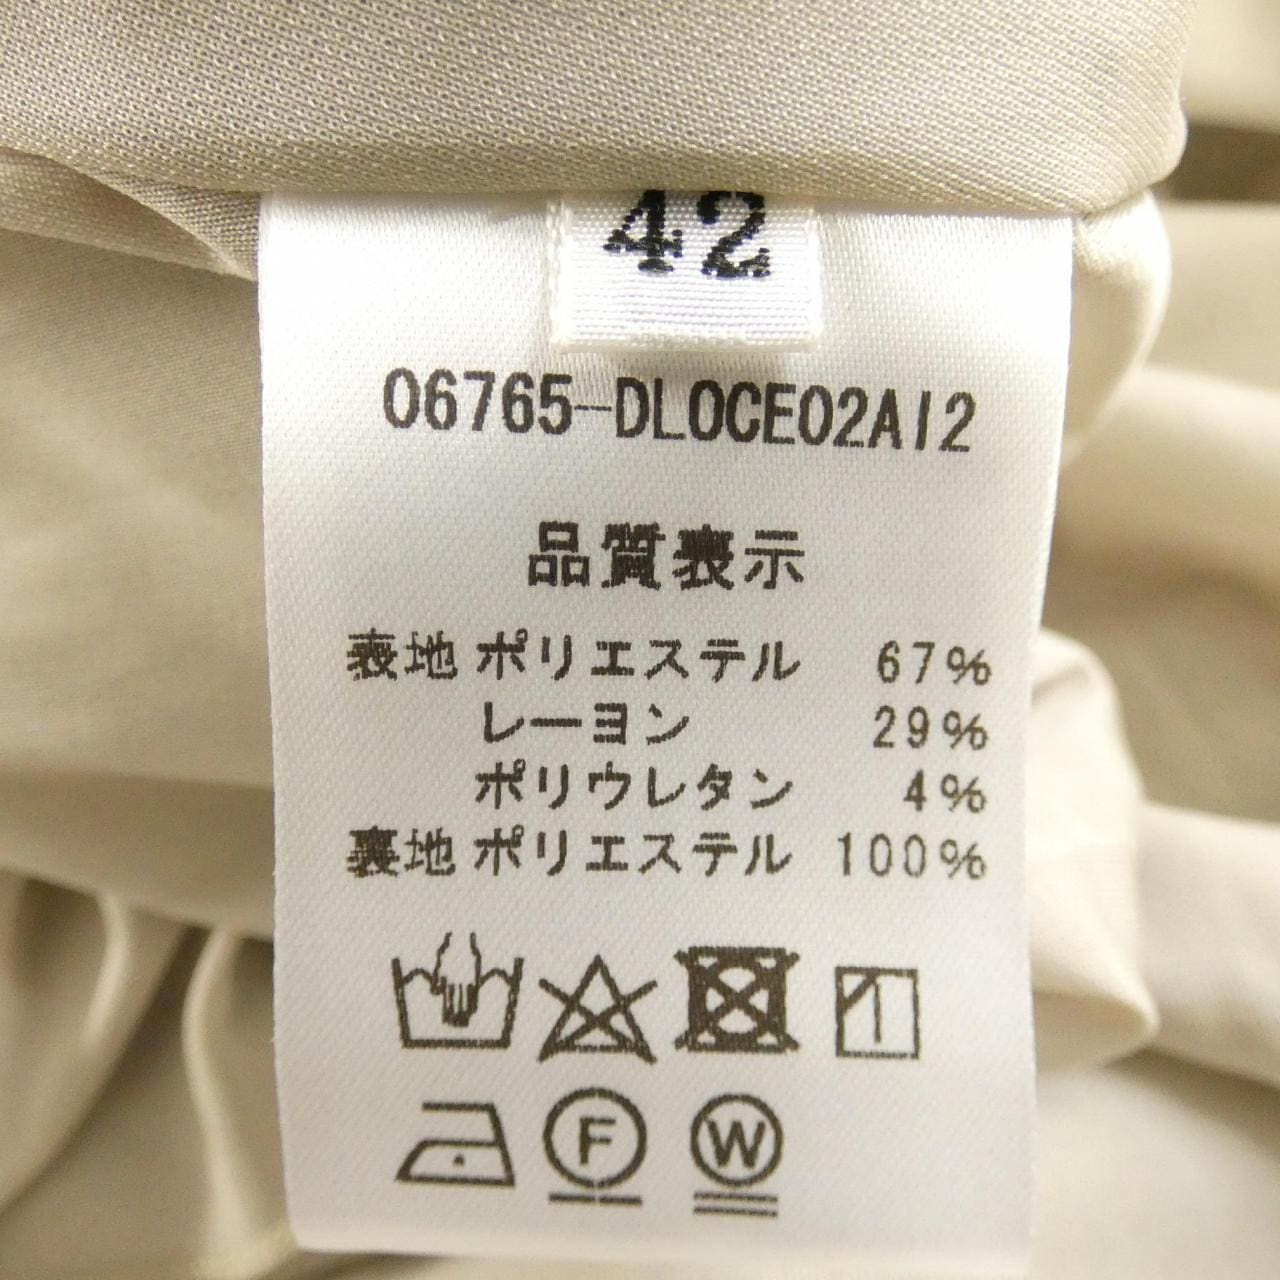 42
06765-DLOCE02A12
品質表示
表地 ポリエステル 67%
レーヨン 29%
ポリウレタン 4%
裏地 ポリエステル 100%
F W